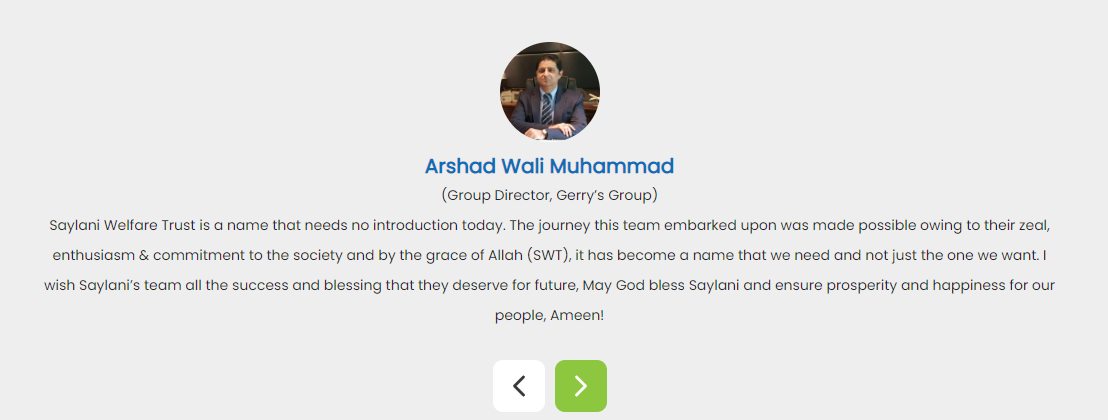 Arshad Wali Muhammad
(Group Director, Gerry’s Group)
Saylani Welfare Trust is a name that needs no introduction today. The journey this team embarked upon was made possible owing to their zeal,
enthusiasm & commitment to the society and by the grace of Allah (SWT), it has become a name that we need and not just the one we want. I
wish Saylani’s team all the success and blessing that they deserve for future, May God bless Saylani and ensure prosperity and happiness for our
people, Ameen!